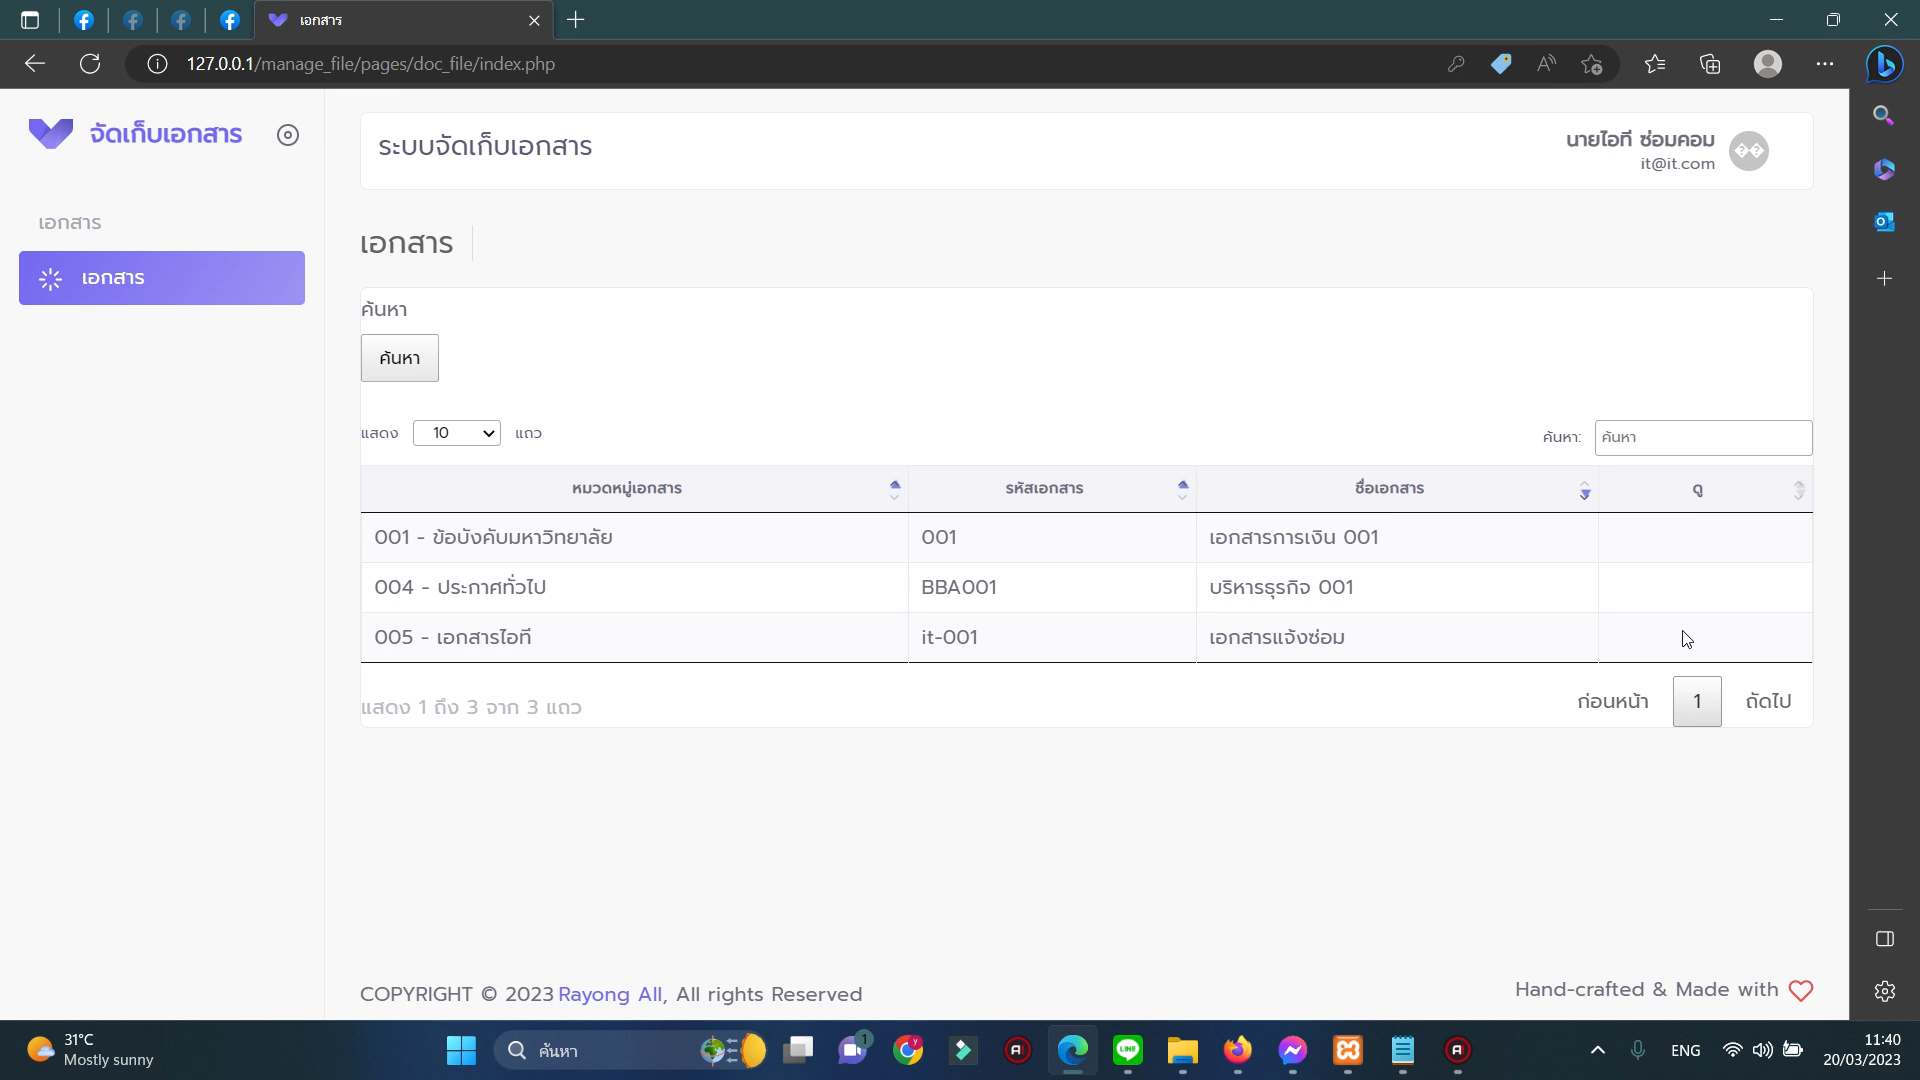 เอกสาร
127.0.0.1/manage_file/pages/doc_file/index.php
จัดเก็บเอกสาร
ระบบจัดเก็บเอกสาร
นายไอที ซ่อมคอม
it@it.com
เอกสาร
เอกสาร
เอกสาร
ค้นหา
ค้นหา
แสดง 10 แถว
ค้นหา: ค้นหา
หมวดหมู่เอกสาร รหัสเอกสาร ชื่อเอกสาร ดู
001 - ข้อบังคับมหาวิทยาลัย 001 เอกสารการเงิน 001
004 - ประกาศทั่วไป BBA001 บริหารธุรกิจ 001
005 - เอกสารไอที it-001 เอกสารแจ้งซ่อม
แสดง 1 ถึง 3 จาก 3 แถว
ก่อนหน้า 1 ถัดไป
COPYRIGHT © 2023 Rayong All, All rights Reserved
Hand-crafted & Made with
31°C
Mostly sunny
ค้นหา
1
ENG
11:40
20/03/2023